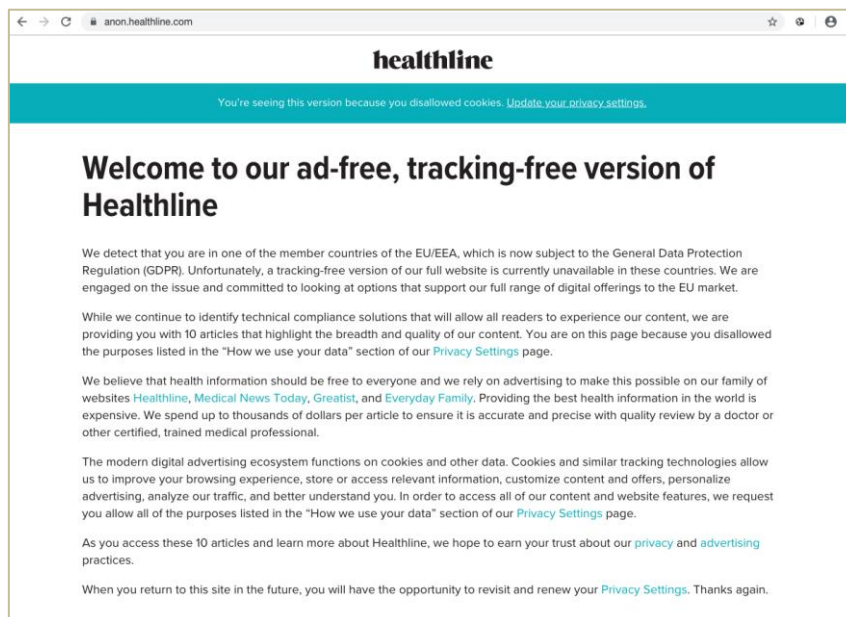 anon.healthline.com
healthline
You're seeing this version because you disallowed cookies. Update your privacy settings.
Welcome to our ad-free, tracking-free version of
Healthline
We detect that you are in one of the member countries of the EU/EEA, which is now subject to the General Data Protection
Regulation (GDPR). Unfortunately, a tracking-free version of our full website is currently unavailable in these countries. We are
engaged on the issue and committed to looking at options that support our full range of digital offerings to the EU market.
While we continue to identify technical compliance solutions that will allow all readers to experience our content, we are
providing you with 10 articles that highlight the breadth and quality of our content. You are on this page because you disallowed
the purposes listed in the “How we use your data” section of our Privacy Settings page.
We believe that health information should be free to everyone and we rely on advertising to make this possible on our family of
websites Healthline, Medical News Today, Greatist, and Everyday Family. Providing the best health information in the world is
expensive. We spend up to thousands of dollars per article to ensure it is accurate and precise with quality review by a doctor or
other certified, trained medical professional.
The modern digital advertising ecosystem functions on cookies and other data. Cookies and similar tracking technologies allow
us to improve your browsing experience, store or access relevant information, customize content and offers, personalize
advertising, analyze our traffic, and better understand you. In order to access all of our content and website features, we request
you allow all of the purposes listed in the “How we use your data” section of our Privacy Settings page.
As you access these 10 articles and learn more about Healthline, we hope to earn your trust about our privacy and advertising
practices.
When you return to this site in the future, you will have the opportunity to revisit and renew your Privacy Settings. Thanks again.